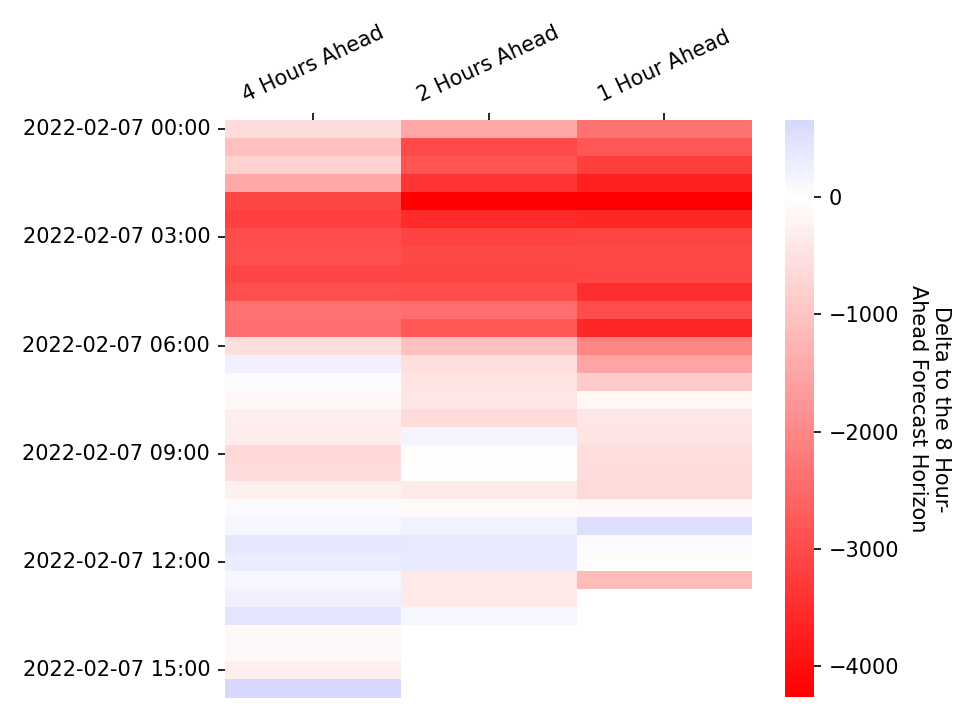 4 Hours Ahead
2 Hours Ahead
1 Hour Ahead
2022-02-07 00:00
2022-02-07 03:00
2022-02-07 06:00
2022-02-07 09:00
2022-02-07 12:00
2022-02-07 15:00
0
−1000
−2000
−3000
−4000
Delta to the 8 Hour-
Ahead Forecast Horizon